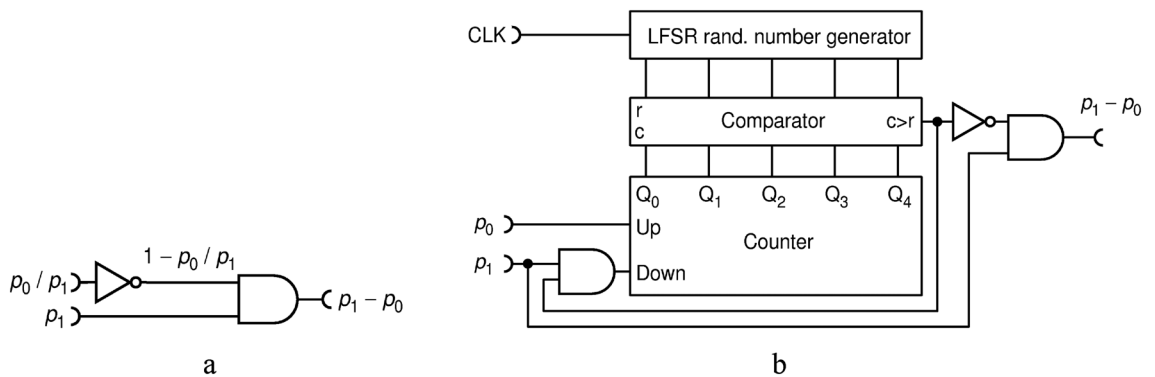 CLK
LFSR rand. number generator
r
c
Comparator
c>r
p₁ − p₀
Q₀ Q₁ Q₂ Q₃ Q₄
p₀
Up
Counter
p₁
Down
1 − p₀ / p₁
p₀ / p₁
p₁
p₁ − p₀
a
b